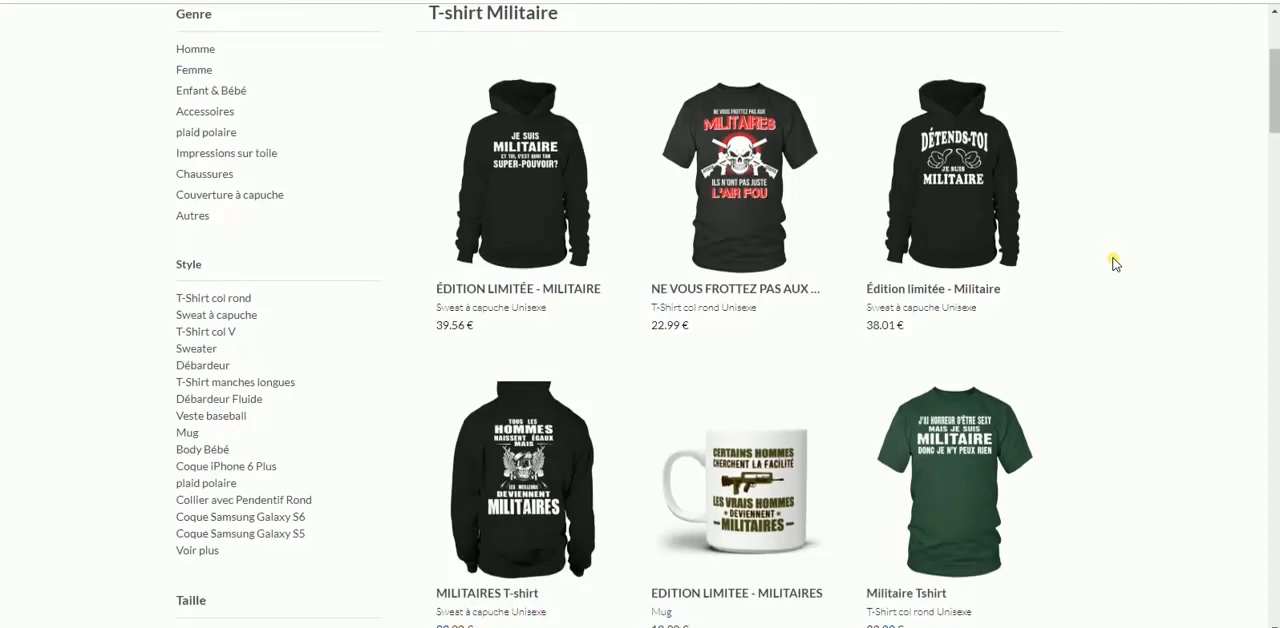 Genre
Homme
Femme
Enfant & Bébé
Accessoires
plaid polaire
Impressions sur toile
Chaussures
Couverture à capuche
Autres
Style
T-Shirt col rond
Sweat à capuche
T-Shirt col V
Sweater
Débardeur
T-Shirt manches longues
Débardeur Fluide
Veste baseball
Mug
Body Bébé
Coque iPhone 6 Plus
plaid polaire
Collier avec Pendentif Rond
Coque Samsung Galaxy S6
Coque Samsung Galaxy S5
Voir plus
Taille
T-shirt Militaire
JE SUIS
MILITAIRE
ET TOI, C'EST QUOI TON
SUPER-POUVOIR?
ÉDITION LIMITÉE - MILITAIRE
Sweat à capuche Unisexe
39.56 €
NE VOUS FROTTEZ PAS AUX
MILITAIRES
ILS N'ONT PAS JUSTE
L'AIR FOU
NE VOUS FROTTEZ PAS AUX ...
T-Shirt col rond Unisexe
22.99 €
DÉTENDS-TOI
JE SUIS
MILITAIRE
Édition limitée - Militaire
Sweat à capuche Unisexe
38.01 €
TOUS LES
HOMMES
NAISSENT ÉGAUX
MAIS
LES MEILLEURS
DEVIENNENT
MILITAIRES
MILITAIRES T-shirt
Sweat à capuche Unisexe
CERTAINS HOMMES
CHERCHENT LA FACILITÉ
LES VRAIS HOMMES
DEVIENNENT
MILITAIRES
EDITION LIMITEE - MILITAIRES
Mug
J'AI HORREUR D'ÊTRE SEXY
MAIS JE SUIS
MILITAIRE
DONC JE N'Y PEUX RIEN
Militaire Tshirt
T-Shirt col rond Unisexe